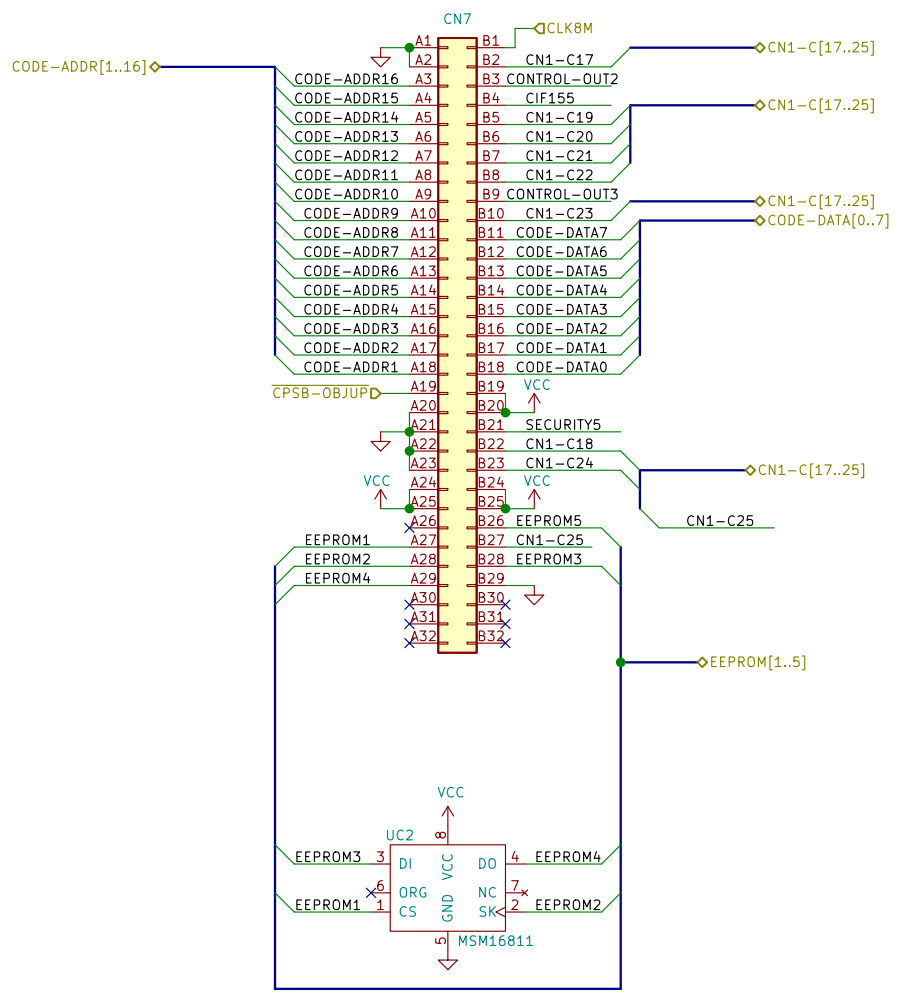 CN7
CLK8M
A1 B1
A2 B2 CN1-C17 CN1-C[17..25]
CODE-ADDR[1..16]
CODE-ADDR16 A3 B3 CONTROL-OUT2
CODE-ADDR15 A4 B4 CIF155 CN1-C[17..25]
CODE-ADDR14 A5 B5 CN1-C19
CODE-ADDR13 A6 B6 CN1-C20
CODE-ADDR12 A7 B7 CN1-C21
CODE-ADDR11 A8 B8 CN1-C22
CODE-ADDR10 A9 B9 CONTROL-OUT3 CN1-C[17..25]
CODE-ADDR9 A10 B10 CN1-C23 CODE-DATA[0..7]
CODE-ADDR8 A11 B11 CODE-DATA7
CODE-ADDR7 A12 B12 CODE-DATA6
CODE-ADDR6 A13 B13 CODE-DATA5
CODE-ADDR5 A14 B14 CODE-DATA4
CODE-ADDR4 A15 B15 CODE-DATA3
CODE-ADDR3 A16 B16 CODE-DATA2
CODE-ADDR2 A17 B17 CODE-DATA1
CODE-ADDR1 A18 B18 CODE-DATA0
CPSB-OBJUP A19 B19 VCC
A20 B20
A21 B21 SECURITY5
A22 B22 CN1-C18
A23 B23 CN1-C24 CN1-C[17..25]
VCC A24 B24 VCC
A25 B25
A26 B26 EEPROM5 CN1-C25
EEPROM1 A27 B27 CN1-C25
EEPROM2 A28 B28 EEPROM3
EEPROM4 A29 B29
A30 B30
A31 B31
A32 B32
EEPROM[1..5]
VCC
UC2 8
EEPROM3 3 DI VCC DO 4 EEPROM4
6 ORG NC 7
EEPROM1 1 CS GND SK 2 EEPROM2
5 MSM16811